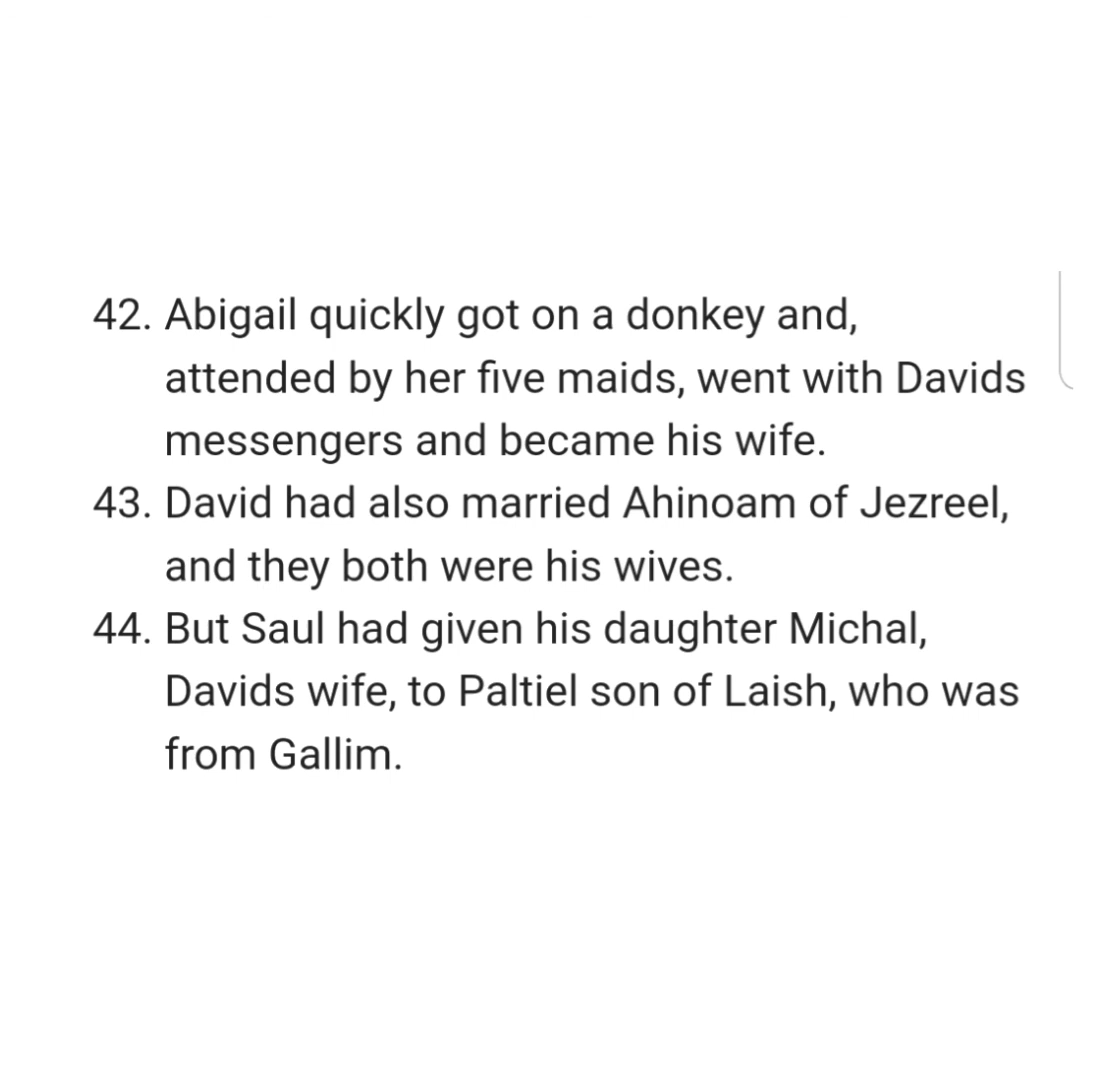 42. Abigail quickly got on a donkey and,
attended by her five maids, went with Davids
messengers and became his wife.
43. David had also married Ahinoam of Jezreel,
and they both were his wives.
44. But Saul had given his daughter Michal,
Davids wife, to Paltiel son of Laish, who was
from Gallim.